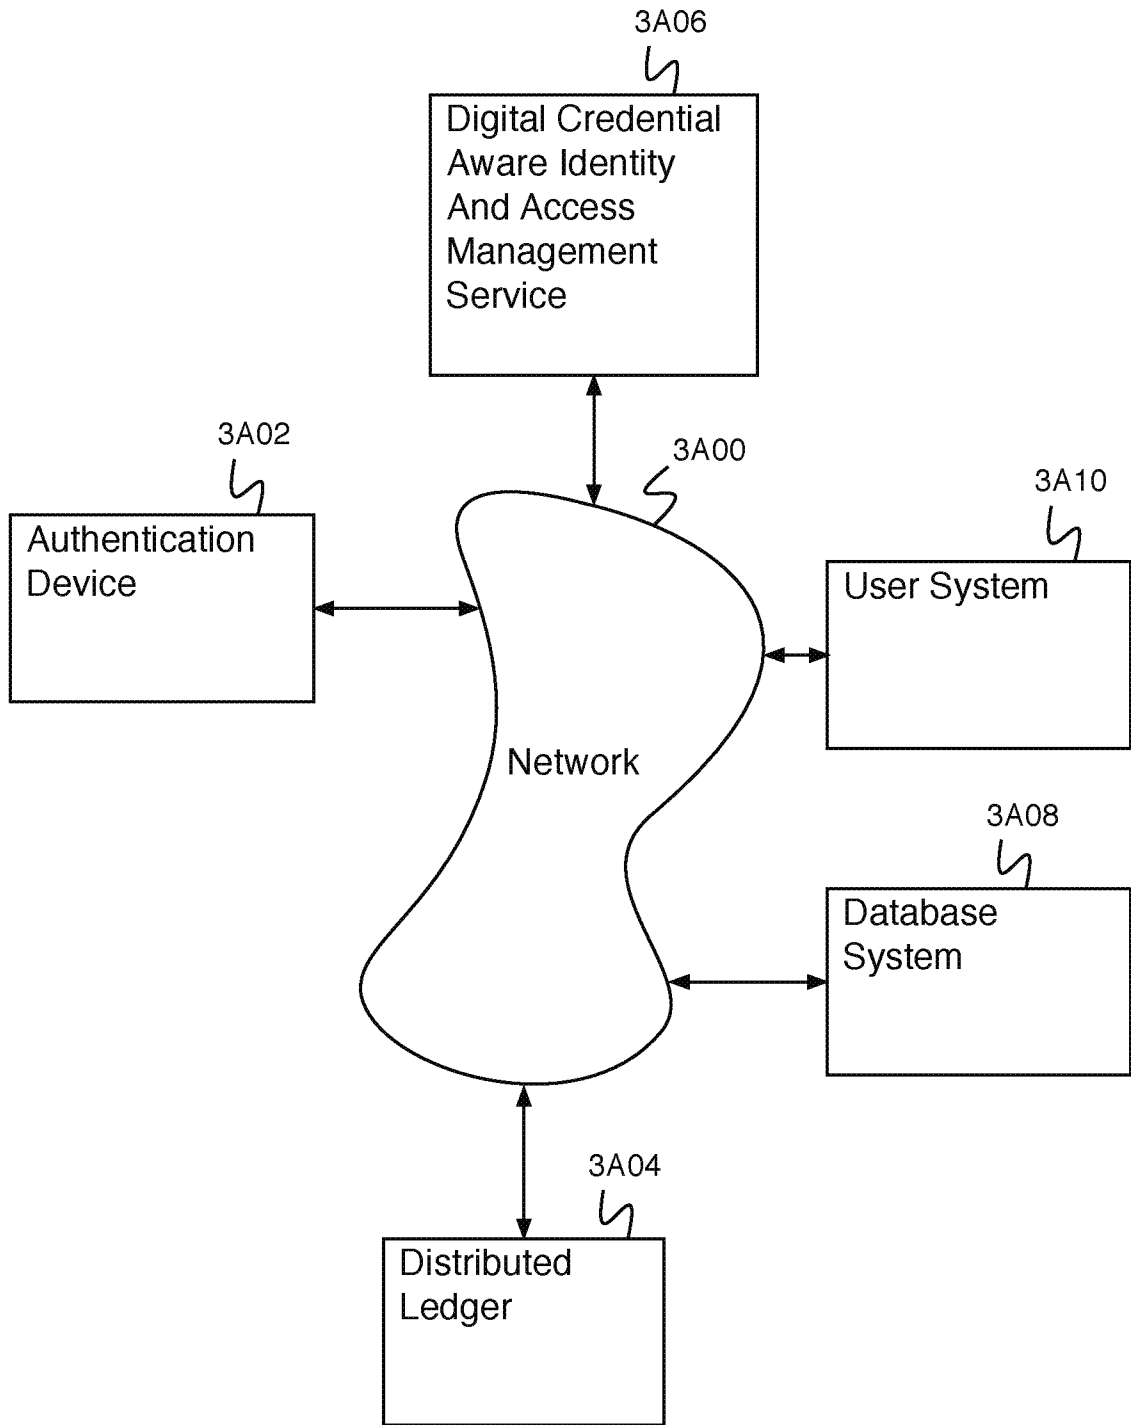 3A06
Digital Credential
Aware Identity
And Access
Management
Service
3A02
3A00
3A10
Authentication
Device
User System
Network
3A08
Database
System
3A04
Distributed
Ledger